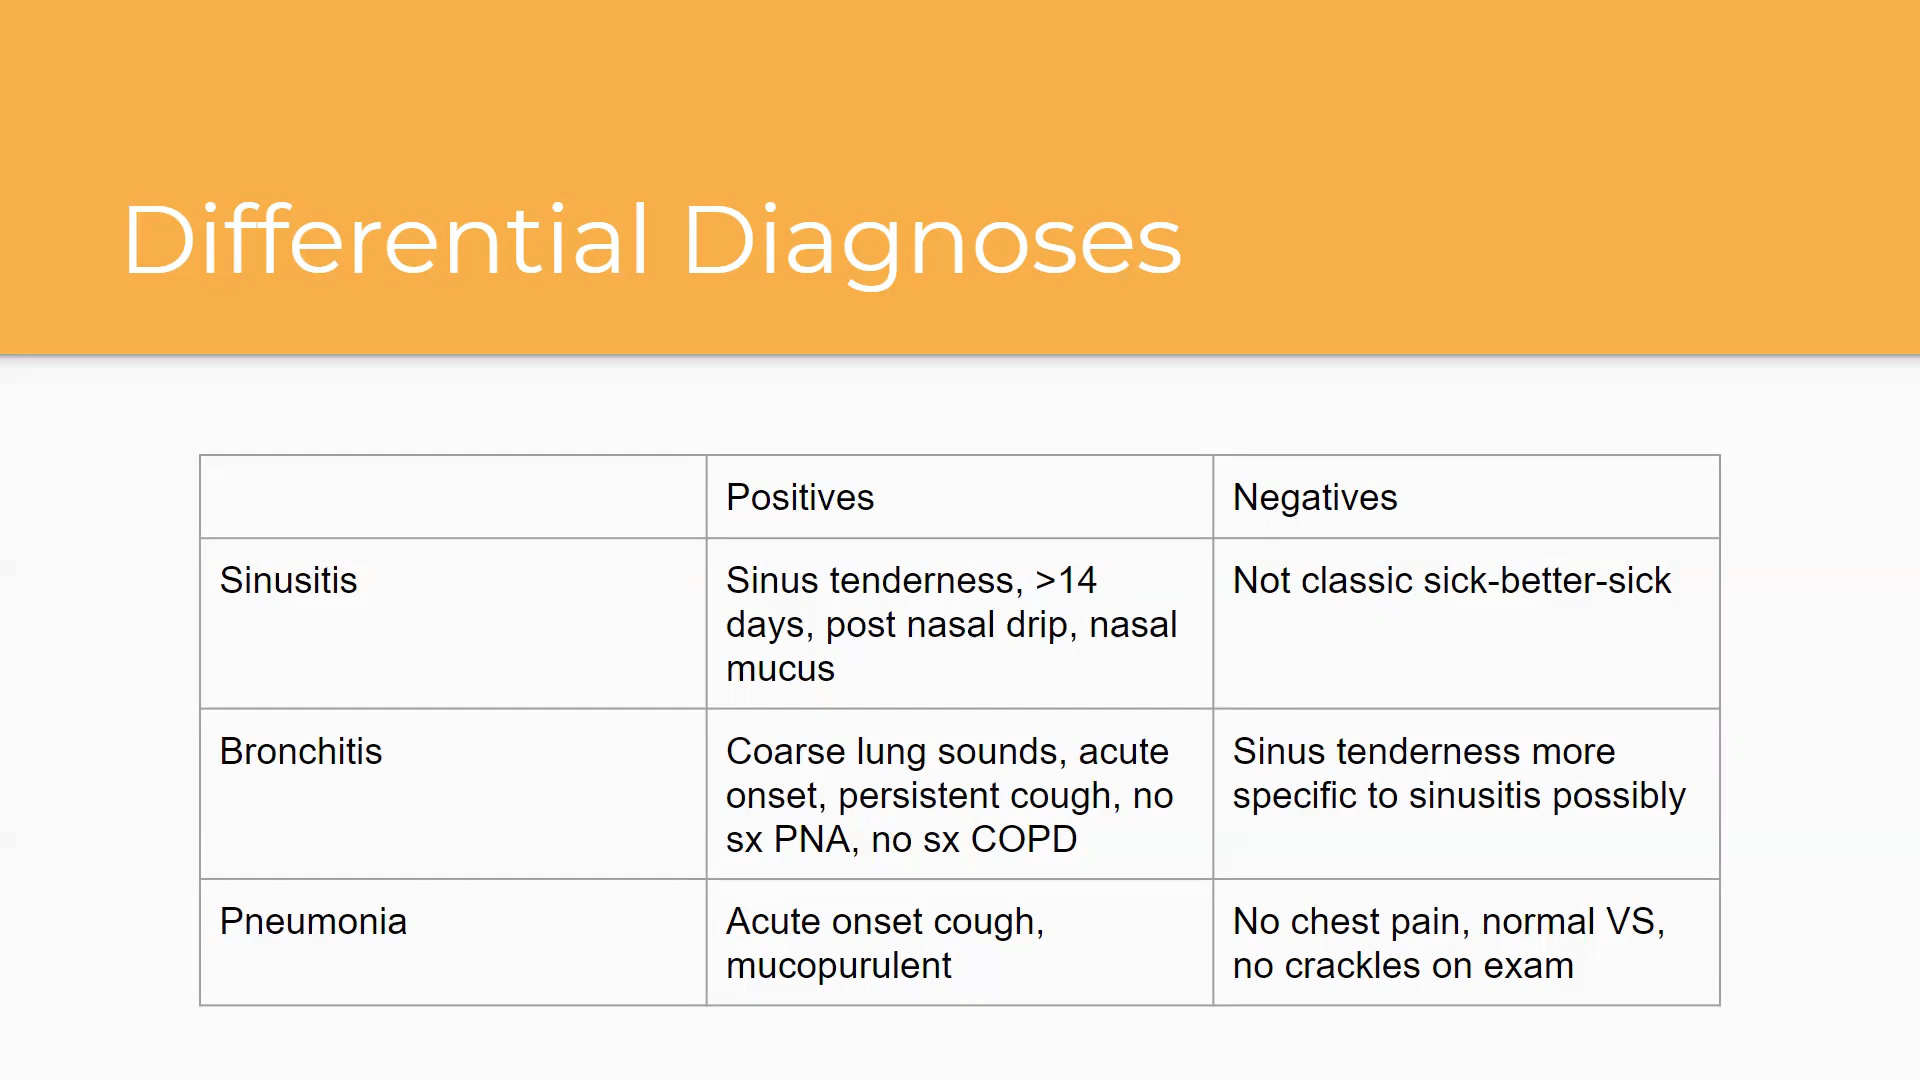 Differential Diagnoses
Positives
Negatives
Sinusitis
Sinus tenderness, >14
days, post nasal drip, nasal
mucus
Not classic sick-better-sick
Bronchitis
Coarse lung sounds, acute
onset, persistent cough, no
sx PNA, no sx COPD
Sinus tenderness more
specific to sinusitis possibly
Pneumonia
Acute onset cough,
mucopurulent
No chest pain, normal VS,
no crackles on exam